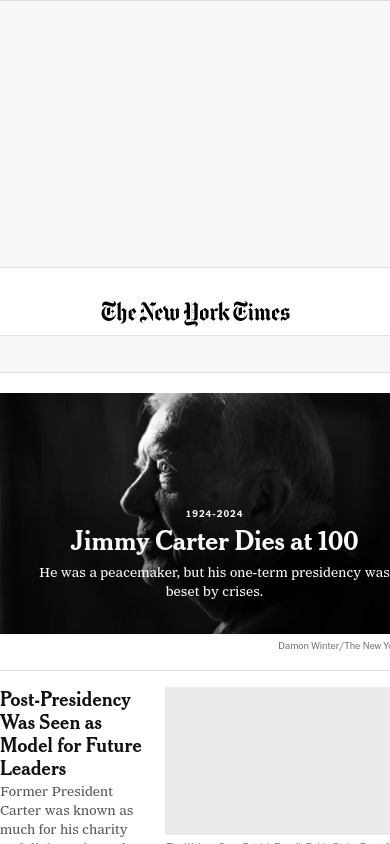 The New York Times
1924-2024
Jimmy Carter Dies at 100
He was a peacemaker, but his one-term presidency was
beset by crises.
Damon Winter/The New Yo
Post-Presidency
Was Seen as
Model for Future
Leaders
Former President
Carter was known as
much for his charity